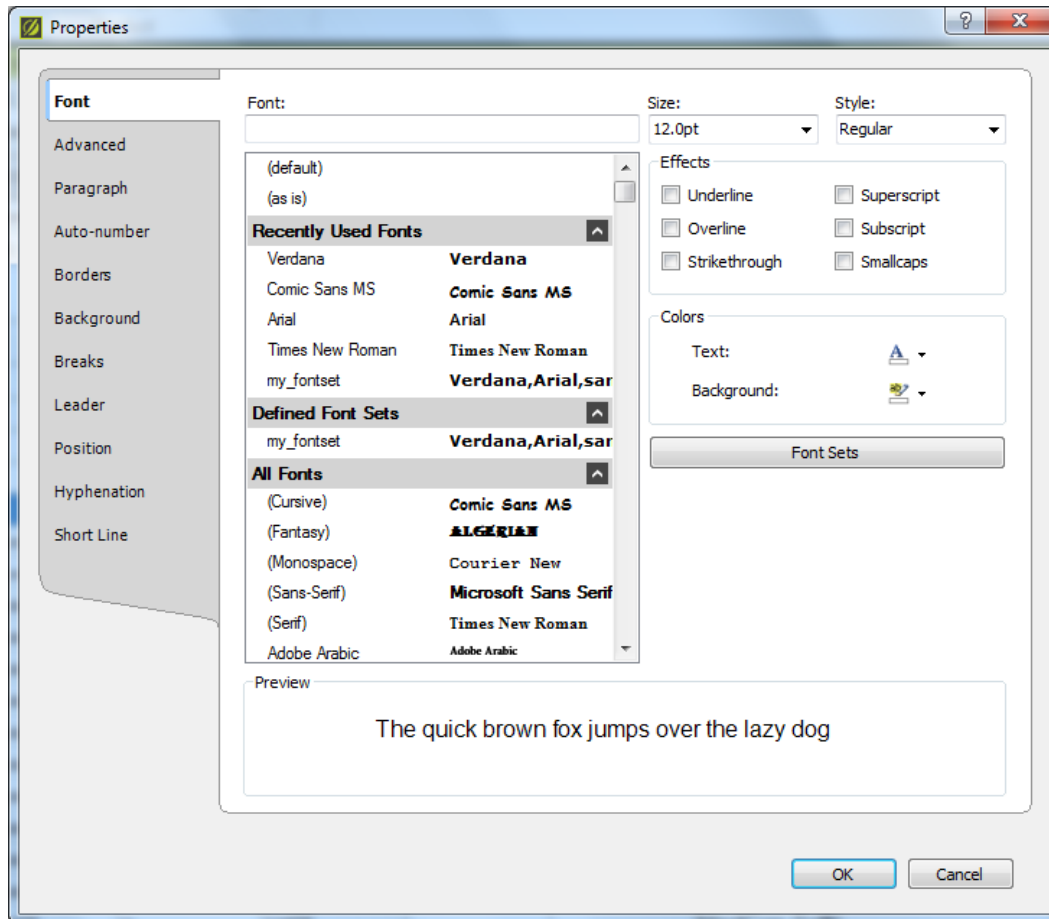 Properties
Font
Advanced
Paragraph
Auto-number
Borders
Background
Breaks
Leader
Position
Hyphenation
Short Line
Font:
(default)
(as is)
Recently Used Fonts
Verdana Verdana
Comic Sans MS Comic Sans MS
Arial Arial
Times New Roman Times New Roman
my_fontset Verdana,Arial,sar
Defined Font Sets
my_fontset Verdana,Arial,sar
All Fonts
(Cursive) Comic Sans MS
(Fantasy) ALGERIAN
(Monospace) Courier New
(Sans-Serif) Microsoft Sans Serif
(Serif) Times New Roman
Adobe Arabic Adobe Arabic
Size:
12.0pt
Style:
Regular
Effects
Underline Superscript
Overline Subscript
Strikethrough Smallcaps
Colors
Text:
Background:
Font Sets
Preview
The quick brown fox jumps over the lazy dog
OK Cancel